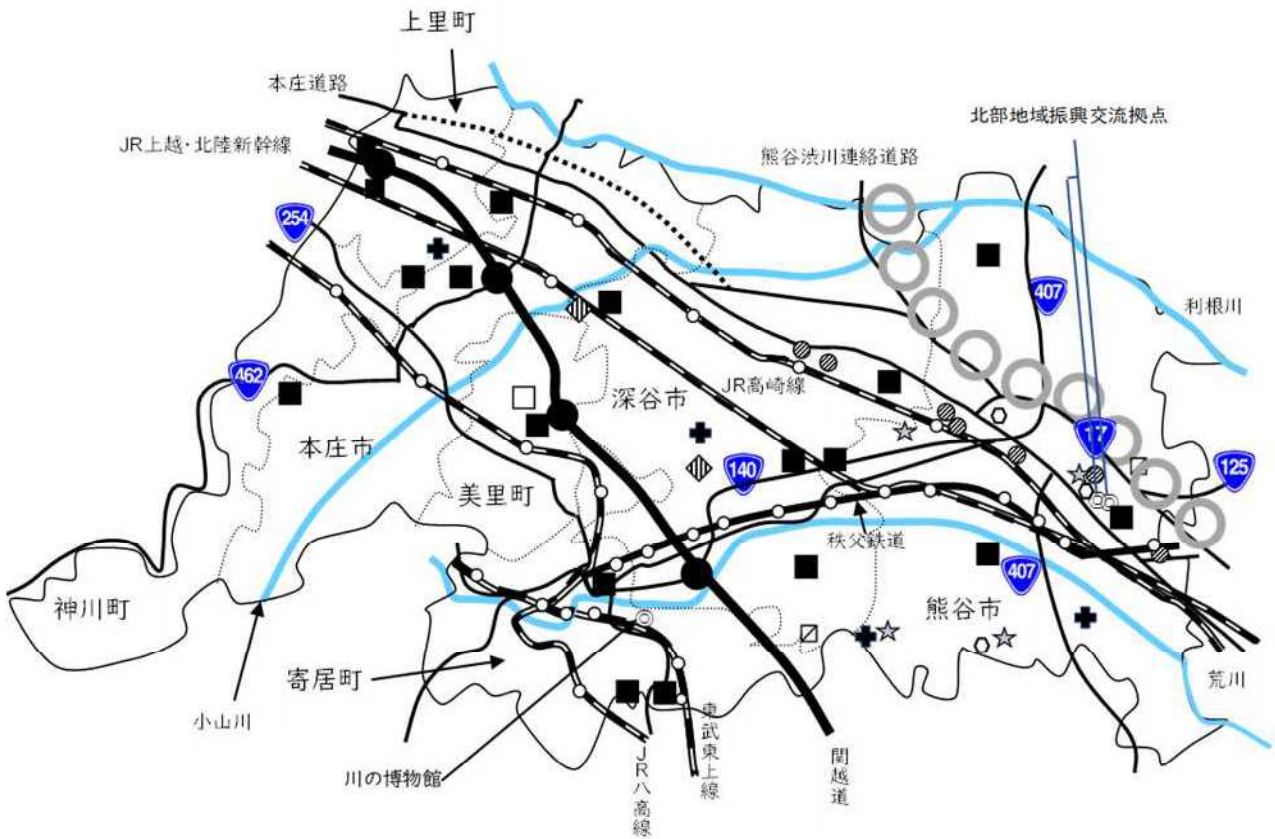 上里町
本庄道路
北部地域振興交流拠点
JR上越・北陸新幹線
熊谷渋川連絡道路
254
407
利根川
462
JR高崎線
深谷市
本庄市
17
140
125
美里町
秩父鉄道
407
神川町
熊谷市
寄居町
荒川
小山川
東武東上線
関越道
川の博物館
JR八高線